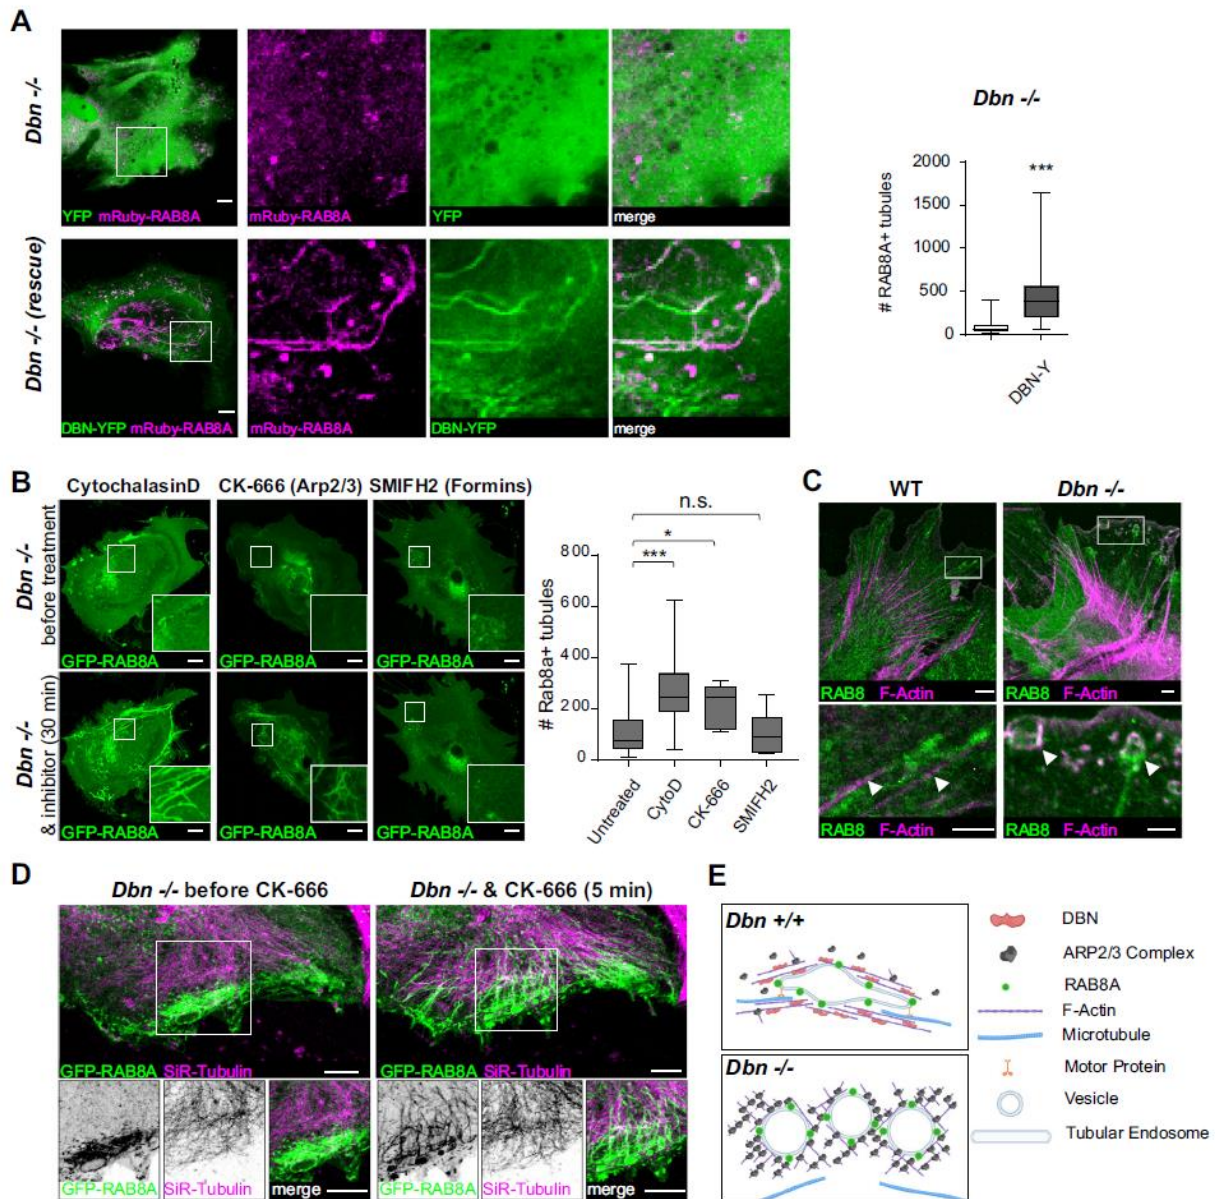 A
Dbn -/-
YFP mRuby-RAB8A
mRuby-RAB8A
YFP
merge
Dbn -/- (rescue)
DBN-YFP mRuby-RAB8A
mRuby-RAB8A
DBN-YFP
merge
Dbn -/-
# RAB8A+ tubules
2000
1500
1000
500
0
***
DBN-Y
B
CytochalasinD CK-666 (Arp2/3) SMIFH2 (Formins)
Dbn -/-
before treatment
GFP-RAB8A
GFP-RAB8A
GFP-RAB8A
Dbn -/-
& inhibitor (30 min)
GFP-RAB8A
GFP-RAB8A
GFP-RAB8A
# Rab8a+ tubules
800
600
400
200
0
n.s.
*
***
Untreated
CytoD
CK-666
SMIFH2
C
WT
Dbn -/-
RAB8 F-Actin
RAB8 F-Actin
RAB8 F-Actin
RAB8 F-Actin
D
Dbn -/- before CK-666
Dbn -/- & CK-666 (5 min)
GFP-RAB8A SiR-Tubulin
GFP-RAB8A SiR-Tubulin
GFP-RAB8A
SiR-Tubulin
merge
GFP-RAB8A
SiR-Tubulin
merge
E
Dbn +/+
Dbn -/-
DBN
ARP2/3 Complex
RAB8A
F-Actin
Microtubule
Motor Protein
Vesicle
Tubular Endosome